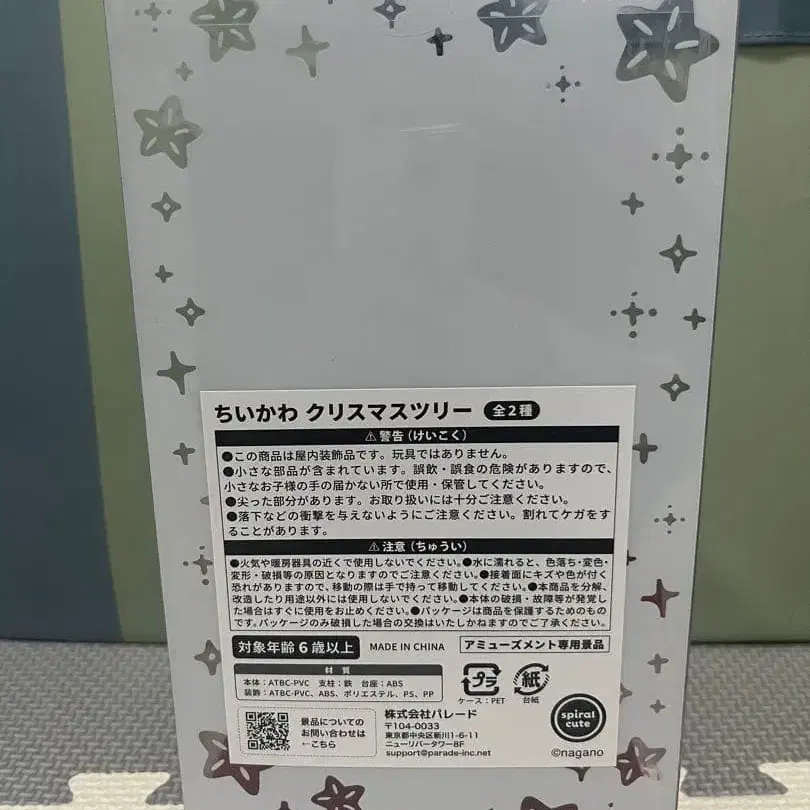 ちいかわ クリスマスツリー 全2種
⚠警告(けいこく)
●この商品は屋内装飾品です。玩具ではありません。
●小さな部品が含まれています。誤飲・誤食の危険がありますので、
小さなお子様の手の届かない所で使用・保管してください。
●尖った部分があります。お取り扱いには十分ご注意ください。
●落下などの衝撃を与えないようにご注意ください。割れてケガをす
ることがあります。
⚠注意(ちゅうい)
●火気や暖房器具の近くで使用しないでください。●水に濡れると、色落ち・変色・
変形・破損等の原因となりますのでご注意ください。●接着面にキズや色が付く
恐れがありますので、移動の際は手で持って移動してください。●本商品を分解、
改造したり用途以外には使用しないでください。●本体の破損・故障等が発覚し
た場合はすぐに使用をお止めください。●パッケージは商品を保護するためのもの
です。パッケージのみ破損した場合の交換はいたしかねますのでご了承ください。
対象年齢6歳以上 MADE IN CHINA アミューズメント専用景品
材質
本体:ATBC-PVC 支柱:鉄 台座:ABS
装飾:ATBC-PVC、ABS、ポリエステル、PS、PP
プラ
ケース:PET
紙
台紙
景品についての
お問い合わせは
←こちら
株式会社パレード
〒104-0033
東京都中央区新川1-6-11
ニューリバータワー8F
support@parade-inc.net
spiral
cute
©nagano